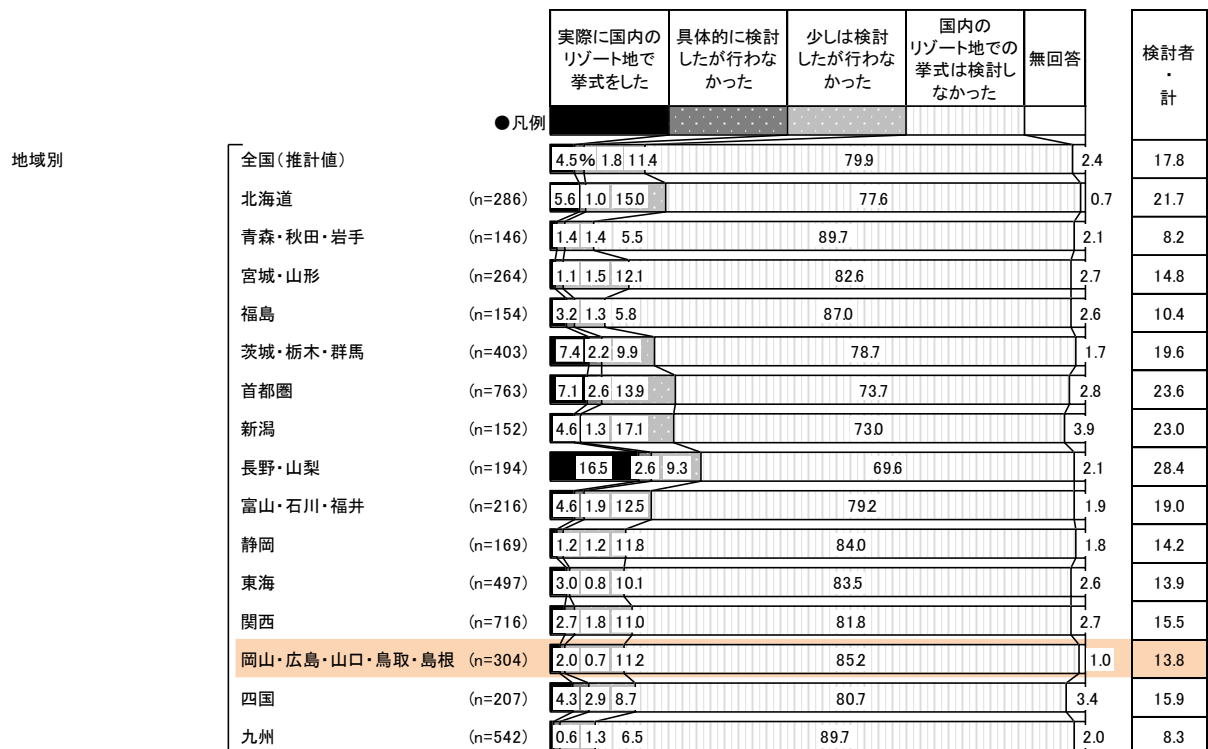 実際に国内の
リゾート地で
挙式をした
具体的に検討
したが行わな
かった
少しは検討
したが行わな
かった
国内の
リゾート地での
挙式は検討し
なかった
無回答
検討者
・
計
●凡例
地域別
全国(推計値) 4.5% 1.8 11.4 79.9 2.4 17.8
北海道 (n=286) 5.6 1.0 15.0 77.6 0.7 21.7
青森・秋田・岩手 (n=146) 1.4 1.4 5.5 89.7 2.1 8.2
宮城・山形 (n=264) 1.1 1.5 12.1 82.6 2.7 14.8
福島 (n=154) 3.2 1.3 5.8 87.0 2.6 10.4
茨城・栃木・群馬 (n=403) 7.4 2.2 9.9 78.7 1.7 19.6
首都圏 (n=763) 7.1 2.6 13.9 73.7 2.8 23.6
新潟 (n=152) 4.6 1.3 17.1 73.0 3.9 23.0
長野・山梨 (n=194) 16.5 2.6 9.3 69.6 2.1 28.4
富山・石川・福井 (n=216) 4.6 1.9 12.5 79.2 1.9 19.0
静岡 (n=169) 1.2 1.2 11.8 84.0 1.8 14.2
東海 (n=497) 3.0 0.8 10.1 83.5 2.6 13.9
関西 (n=716) 2.7 1.8 11.0 81.8 2.7 15.5
岡山・広島・山口・鳥取・島根 (n=304) 2.0 0.7 11.2 85.2 1.0 13.8
四国 (n=207) 4.3 2.9 8.7 80.7 3.4 15.9
九州 (n=542) 0.6 1.3 6.5 89.7 2.0 8.3